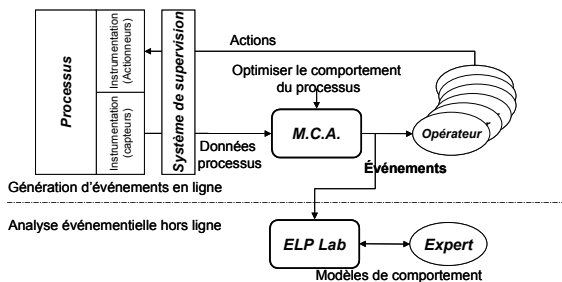 Processus
Instrumentation
(Actionneurs)
Instrumentation
(capteurs)
Système de supervision
Actions
Optimiser le comportement
du processus
M.C.A.
Opérateur
Données
processus
Événements
Génération d'événements en ligne
Analyse événementielle hors ligne
ELP Lab
Expert
Modèles de comportement